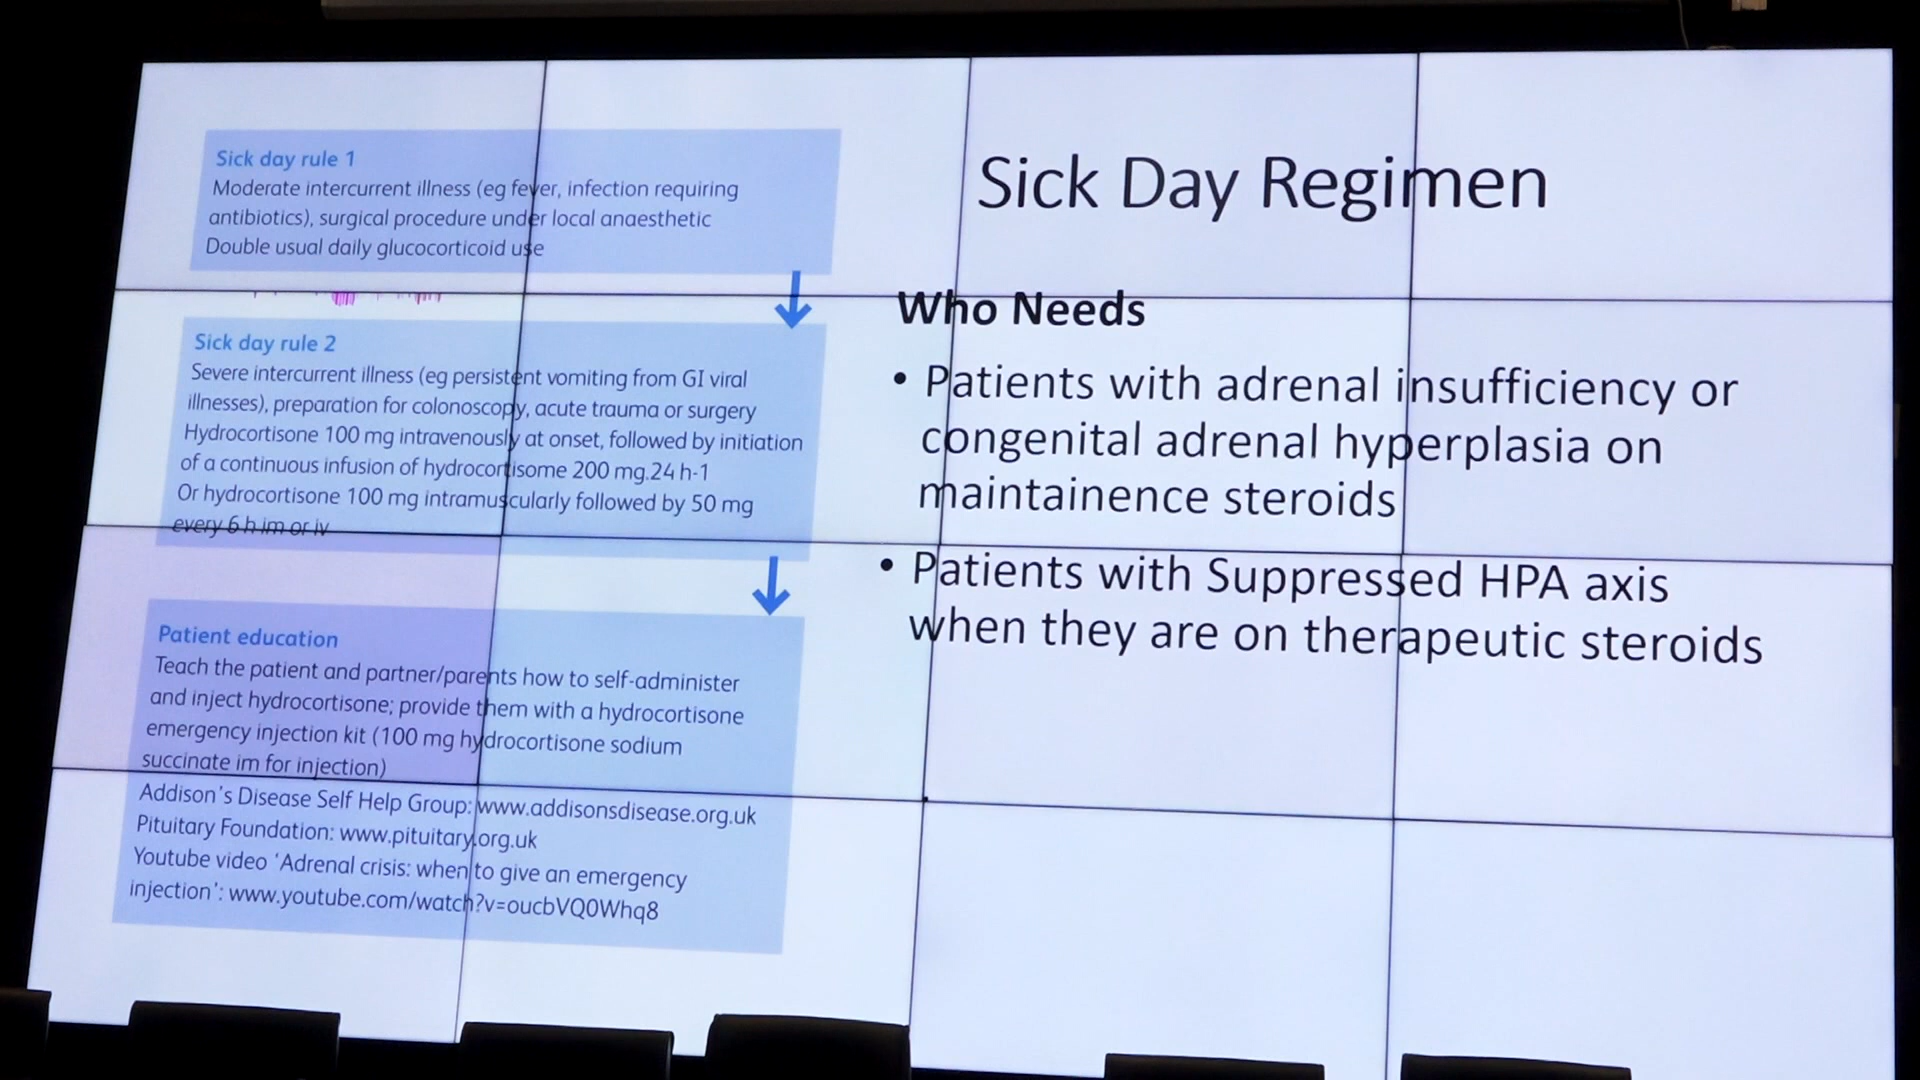 Sick day rule 1
Moderate intercurrent illness (eg fever, infection requiring
antibiotics), surgical procedure under local anaesthetic
Double usual daily glucocorticoid use
Sick day rule 2
Severe intercurrent illness (eg persistent vomiting from GI viral
illnesses), preparation for colonoscopy, acute trauma or surgery
Hydrocortisone 100 mg intravenously at onset, followed by initiation
of a continuous infusion of hydrocortisome 200 mg.24 h-1
Or hydrocortisone 100 mg intramuscularly followed by 50 mg
every 6 h im or iv
Patient education
Teach the patient and partner/parents how to self-administer
and inject hydrocortisone; provide them with a hydrocortisone
emergency injection kit (100 mg hydrocortisone sodium
succinate im for injection)
Addison's Disease Self Help Group: www.addisonsdisease.org.uk
Pituitary Foundation: www.pituitary.org.uk
Youtube video 'Adrenal crisis: when to give an emergency
injection': www.youtube.com/watch?v=oucbVQ0Whq8
Sick Day Regimen
Who Needs
• Patients with adrenal insufficiency or
congenital adrenal hyperplasia on
maintainence steroids
• Patients with Suppressed HPA axis
when they are on therapeutic steroids